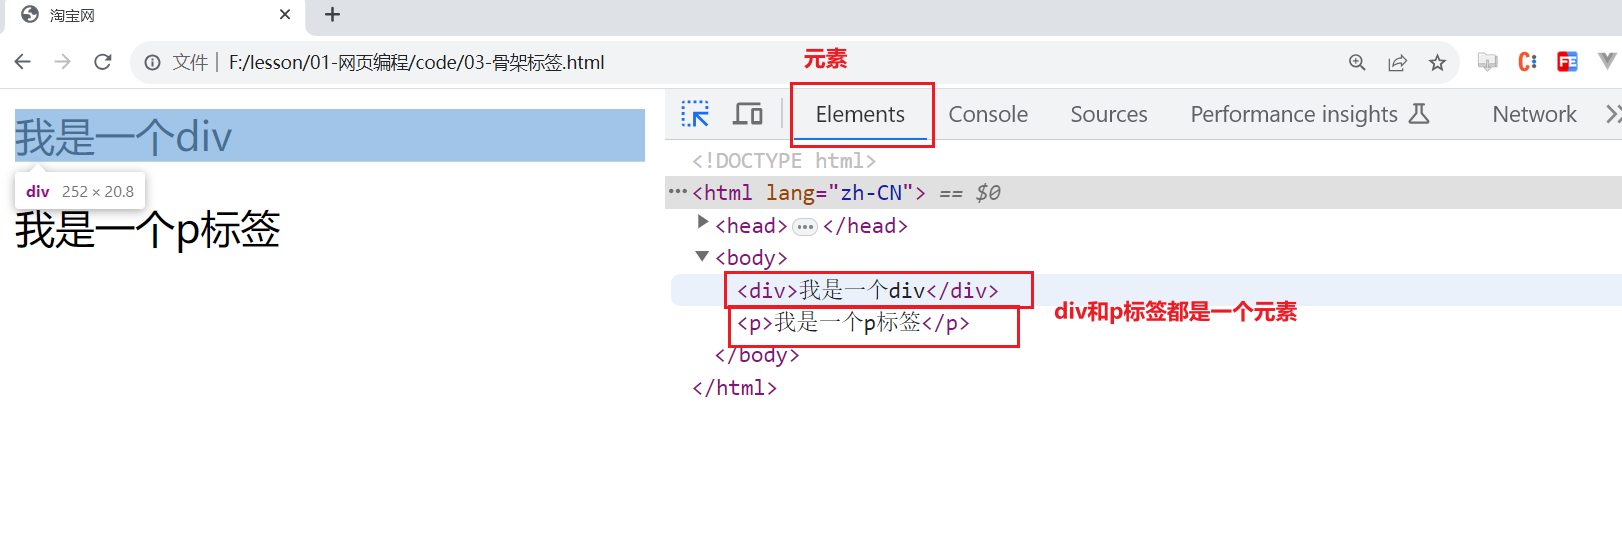 淘宝网
文件 | F:/lesson/01-网页编程/code/03-骨架标签.html
元素
Elements Console Sources Performance insights Network
我是一个div
div 252 × 20.8
我是一个p标签
<!DOCTYPE html>
<html lang="zh-CN"> == $0
<head>…</head>
<body>
<div>我是一个div</div>
<p>我是一个p标签</p>
</body>
</html>
div和p标签都是一个元素